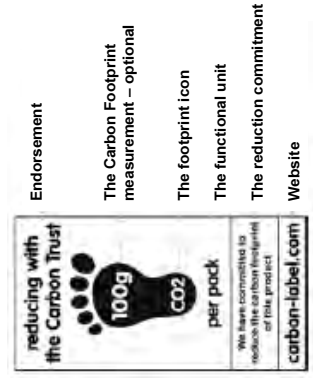 Endorsement
The Carbon Footprint
measurement – optional
The footprint icon
The functional unit
The reduction commitment
Website
reducing with
the Carbon Trust
100g
CO2
per pack
We have committed to
reduce the carbon footprint
of this product
carbon-label.com